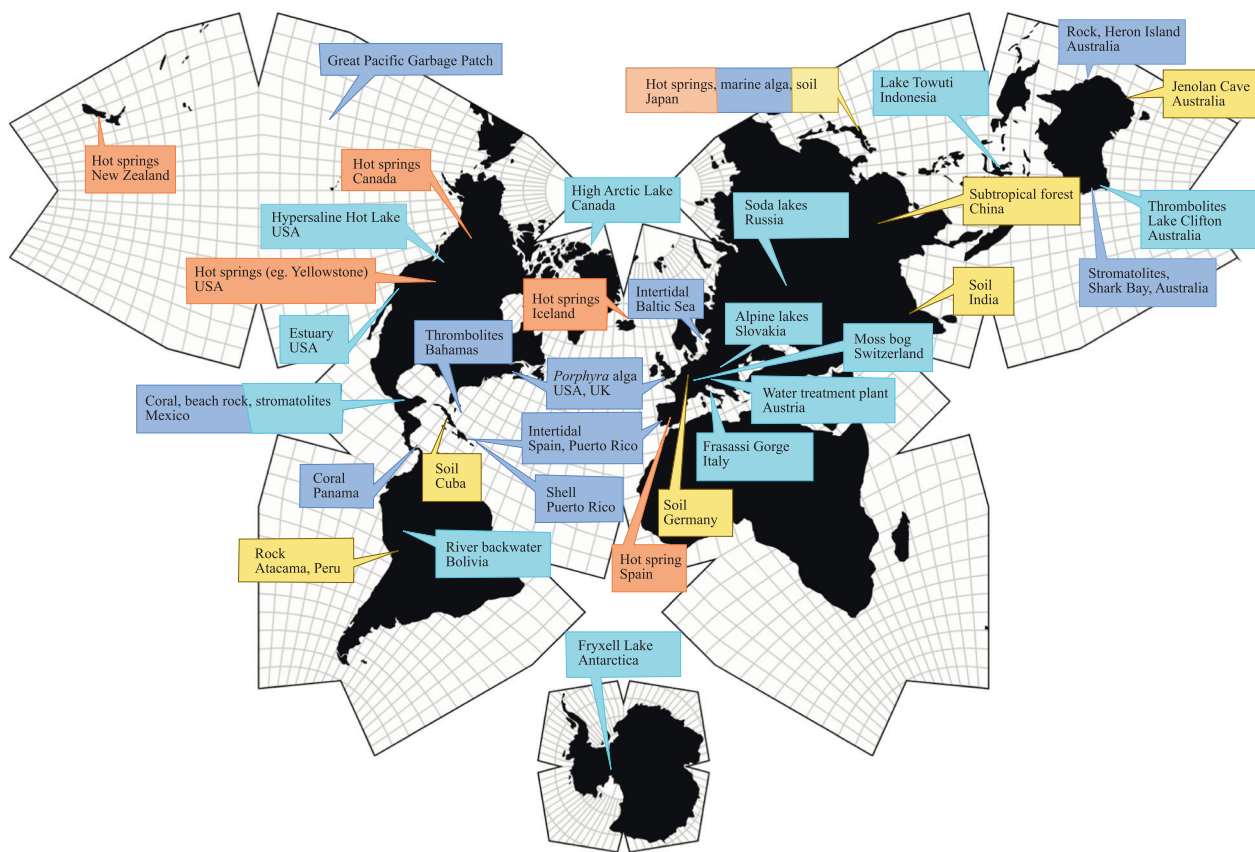 Great Pacific Garbage Patch
Rock, Heron Island
Australia
Hot springs, marine alga, soil
Japan
Lake Towuti
Indonesia
Jenolan Cave
Australia
Hot springs
New Zealand
Hot springs
Canada
High Arctic Lake
Canada
Soda lakes
Russia
Subtropical forest
China
Thrombolites
Lake Clifton
Australia
Hypersaline Hot Lake
USA
Hot springs (eg. Yellowstone)
USA
Hot springs
Iceland
Intertidal
Baltic Sea
Stromatolites,
Shark Bay, Australia
Soil
India
Estuary
USA
Thrombolites
Bahamas
Alpine lakes
Slovakia
Moss bog
Switzerland
Porphyra alga
USA, UK
Water treatment plant
Austria
Coral, beach rock, stromatolites
Mexico
Intertidal
Spain, Puerto Rico
Frasassi Gorge
Italy
Coral
Panama
Soil
Cuba
Shell
Puerto Rico
Soil
Germany
Rock
Atacama, Peru
River backwater
Bolivia
Hot spring
Spain
Fryxell Lake
Antarctica